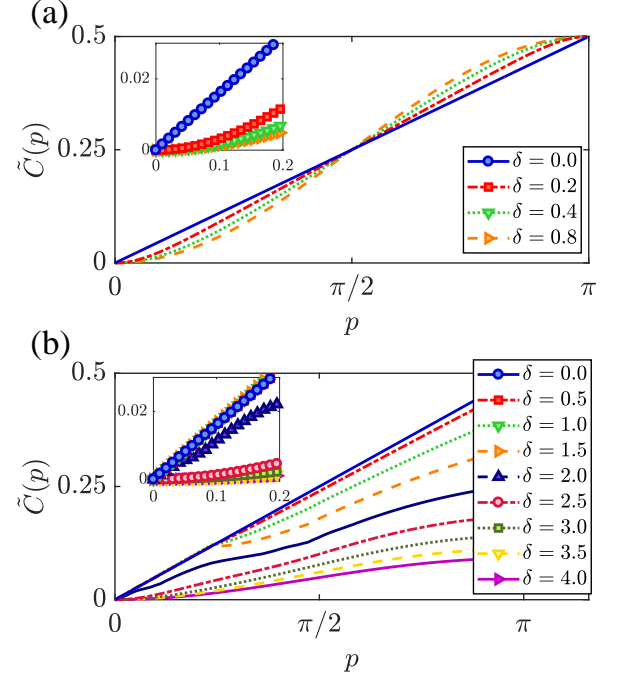 (a)
0.5
0.25
0
C̃(p)
0.02
0
0
0.1
0.2
δ = 0.0
δ = 0.2
δ = 0.4
δ = 0.8
0
π/2
π
p
(b)
0.5
0.25
0
C̃(p)
0.02
0
0
0.1
0.2
δ = 0.0
δ = 0.5
δ = 1.0
δ = 1.5
δ = 2.0
δ = 2.5
δ = 3.0
δ = 3.5
δ = 4.0
0
π/2
π
p